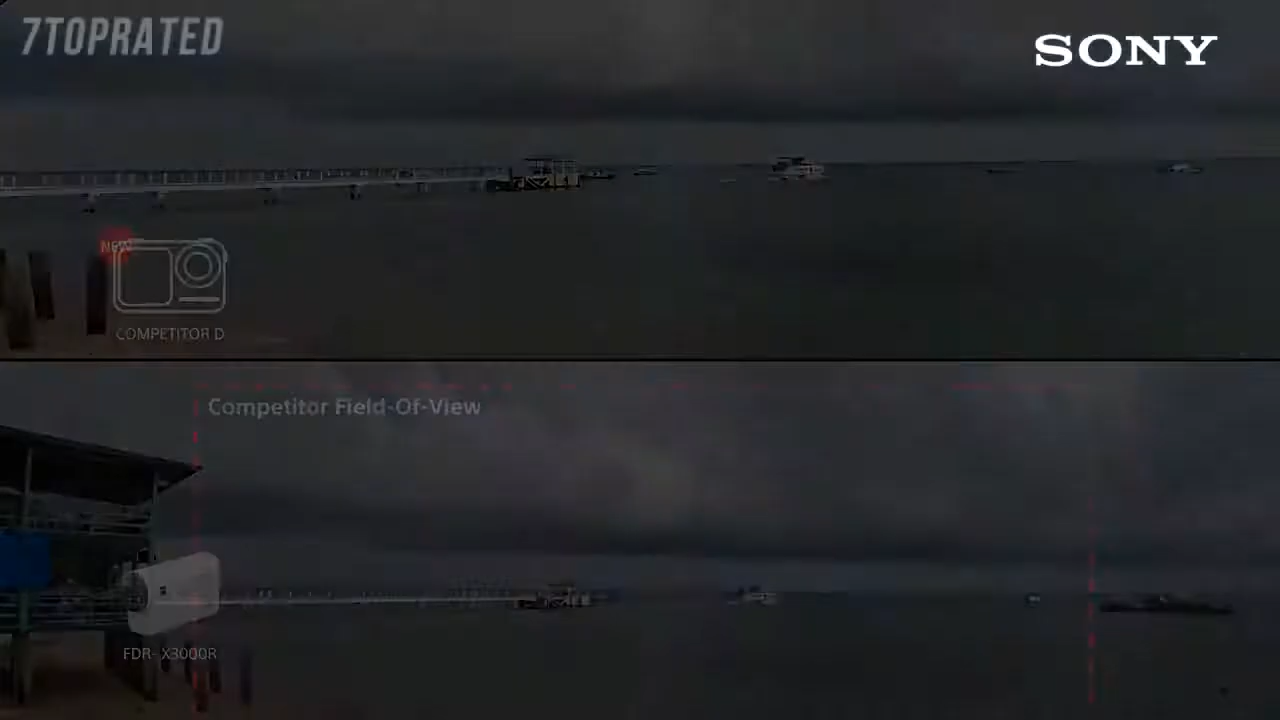 7TOPRATED
SONY
NEW
COMPETITOR D
Competitor Field-Of-View
FDR- X3000R